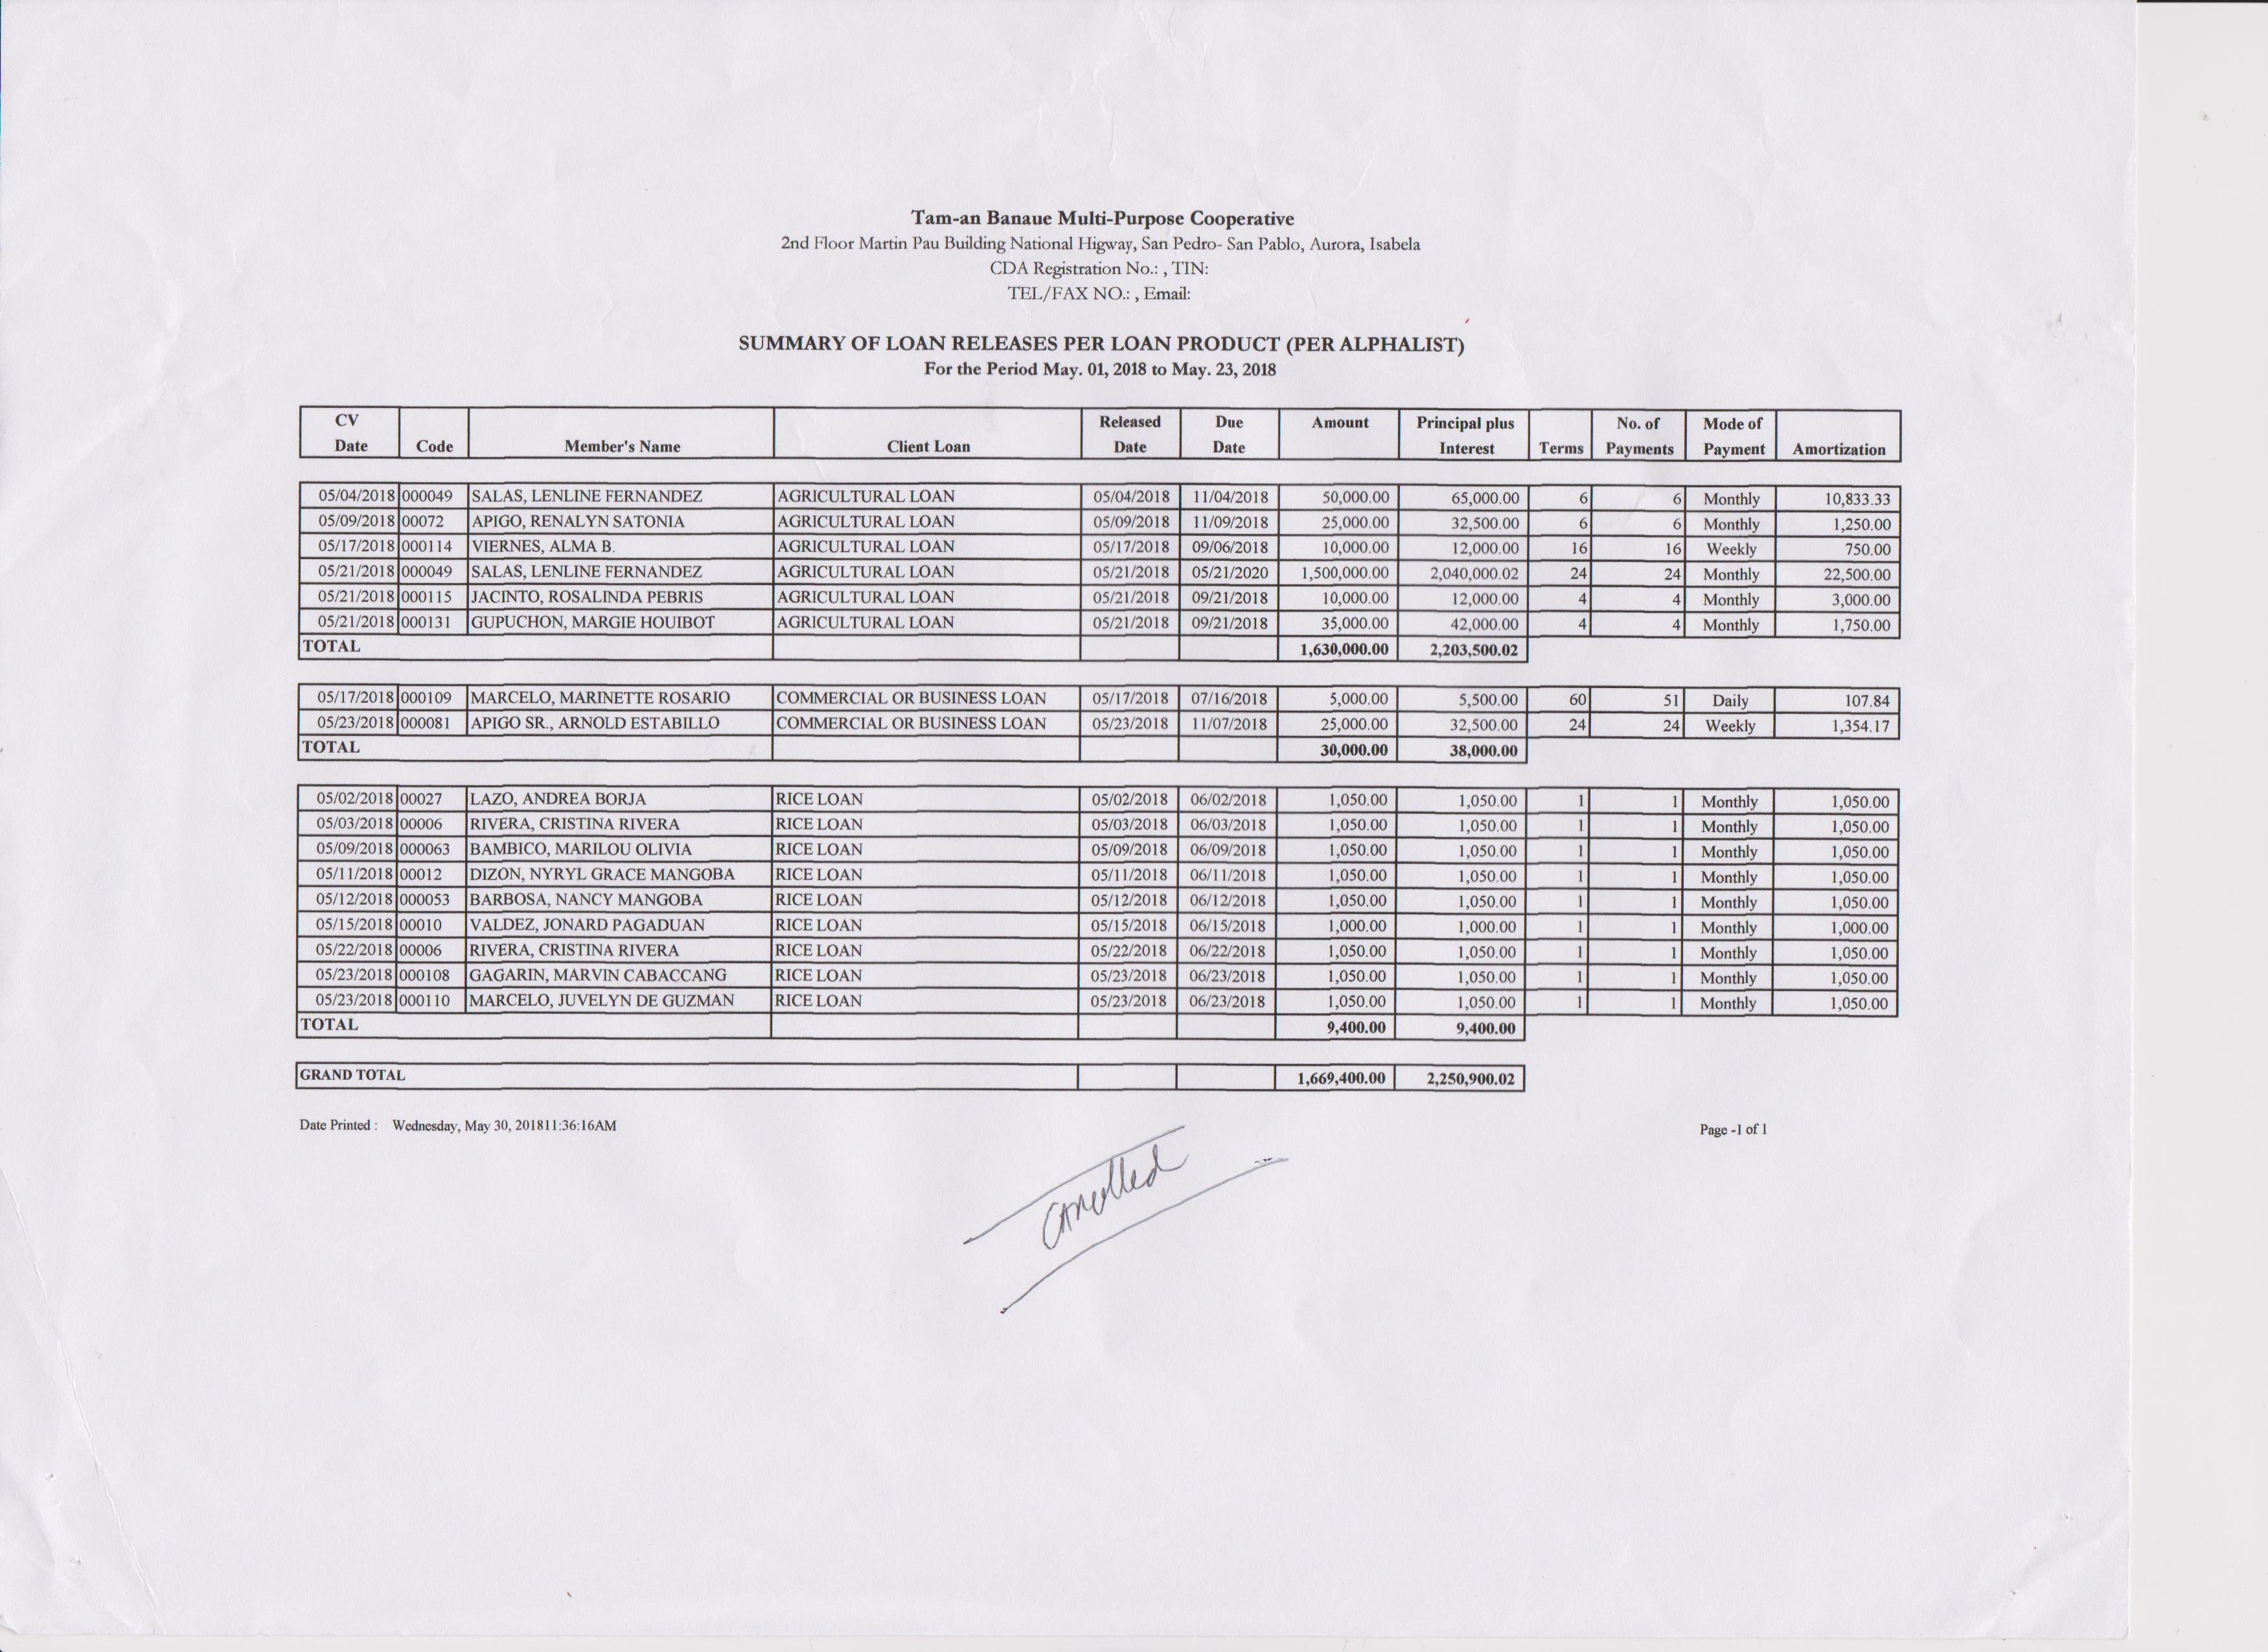 Tam-an Banaue Multi-Purpose Cooperative
2nd Floor Martin Pau Building National Higway, San Pedro- San Pablo, Aurora, Isabela
CDA Registration No.: , TIN:
TEL/FAX NO.: , Email:
SUMMARY OF LOAN RELEASES PER LOAN PRODUCT (PER ALPHALIST)
For the Period May. 01, 2018 to May. 23, 2018
CV Date Code Member's Name Client Loan Released Date Due Date Amount Principal plus Interest Terms No. of Payments Mode of Payment Amortization
05/04/2018 000049 SALAS, LENLINE FERNANDEZ AGRICULTURAL LOAN 05/04/2018 11/04/2018 50,000.00 65,000.00 6 6 Monthly 10,833.33
05/09/2018 00072 APIGO, RENALYN SATONIA AGRICULTURAL LOAN 05/09/2018 11/09/2018 25,000.00 32,500.00 6 6 Monthly 1,250.00
05/17/2018 000114 VIERNES, ALMA B. AGRICULTURAL LOAN 05/17/2018 09/06/2018 10,000.00 12,000.00 16 16 Weekly 750.00
05/21/2018 000049 SALAS, LENLINE FERNANDEZ AGRICULTURAL LOAN 05/21/2018 05/21/2020 1,500,000.00 2,040,000.02 24 24 Monthly 22,500.00
05/21/2018 000115 JACINTO, ROSALINDA PEBRIS AGRICULTURAL LOAN 05/21/2018 09/21/2018 10,000.00 12,000.00 4 4 Monthly 3,000.00
05/21/2018 000131 GUPUCHON, MARGIE HOUIBOT AGRICULTURAL LOAN 05/21/2018 09/21/2018 35,000.00 42,000.00 4 4 Monthly 1,750.00
TOTAL 1,630,000.00 2,203,500.02
05/17/2018 000109 MARCELO, MARINETTE ROSARIO COMMERCIAL OR BUSINESS LOAN 05/17/2018 07/16/2018 5,000.00 5,500.00 60 51 Daily 107.84
05/23/2018 000081 APIGO SR., ARNOLD ESTABILLO COMMERCIAL OR BUSINESS LOAN 05/23/2018 11/07/2018 25,000.00 32,500.00 24 24 Weekly 1,354.17
TOTAL 30,000.00 38,000.00
05/02/2018 00027 LAZO, ANDREA BORJA RICE LOAN 05/02/2018 06/02/2018 1,050.00 1,050.00 1 1 Monthly 1,050.00
05/03/2018 00006 RIVERA, CRISTINA RIVERA RICE LOAN 05/03/2018 06/03/2018 1,050.00 1,050.00 1 1 Monthly 1,050.00
05/09/2018 000063 BAMBICO, MARILOU OLIVIA RICE LOAN 05/09/2018 06/09/2018 1,050.00 1,050.00 1 1 Monthly 1,050.00
05/11/2018 00012 DIZON, NYRYL GRACE MANGOBA RICE LOAN 05/11/2018 06/11/2018 1,050.00 1,050.00 1 1 Monthly 1,050.00
05/12/2018 000053 BARBOSA, NANCY MANGOBA RICE LOAN 05/12/2018 06/12/2018 1,050.00 1,050.00 1 1 Monthly 1,050.00
05/15/2018 00010 VALDEZ, JONARD PAGADUAN RICE LOAN 05/15/2018 06/15/2018 1,000.00 1,000.00 1 1 Monthly 1,000.00
05/22/2018 00006 RIVERA, CRISTINA RIVERA RICE LOAN 05/22/2018 06/22/2018 1,050.00 1,050.00 1 1 Monthly 1,050.00
05/23/2018 000108 GAGARIN, MARVIN CABACCANG RICE LOAN 05/23/2018 06/23/2018 1,050.00 1,050.00 1 1 Monthly 1,050.00
05/23/2018 000110 MARCELO, JUVELYN DE GUZMAN RICE LOAN 05/23/2018 06/23/2018 1,050.00 1,050.00 1 1 Monthly 1,050.00
TOTAL 9,400.00 9,400.00
GRAND TOTAL 1,669,400.00 2,250,900.02
Date Printed : Wednesday, May 30, 201811:36:16AM Page -1 of 1
Cancelled